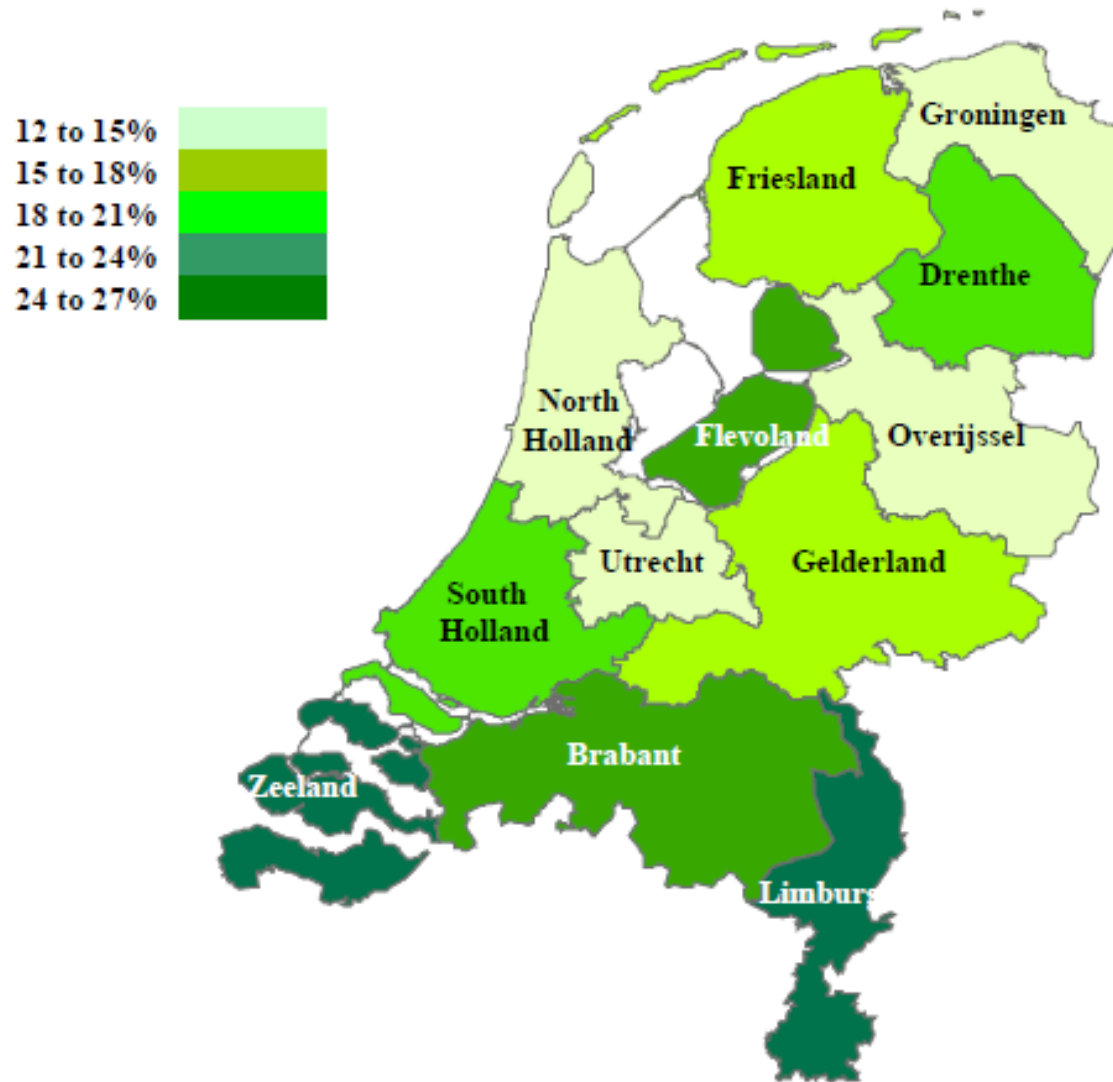 12 to 15%
15 to 18%
18 to 21%
21 to 24%
24 to 27%
Groningen
Friesland
Drenthe
North
Holland
Flevoland
Overijssel
Utrecht
Gelderland
South
Holland
Brabant
Zeeland
Limburg